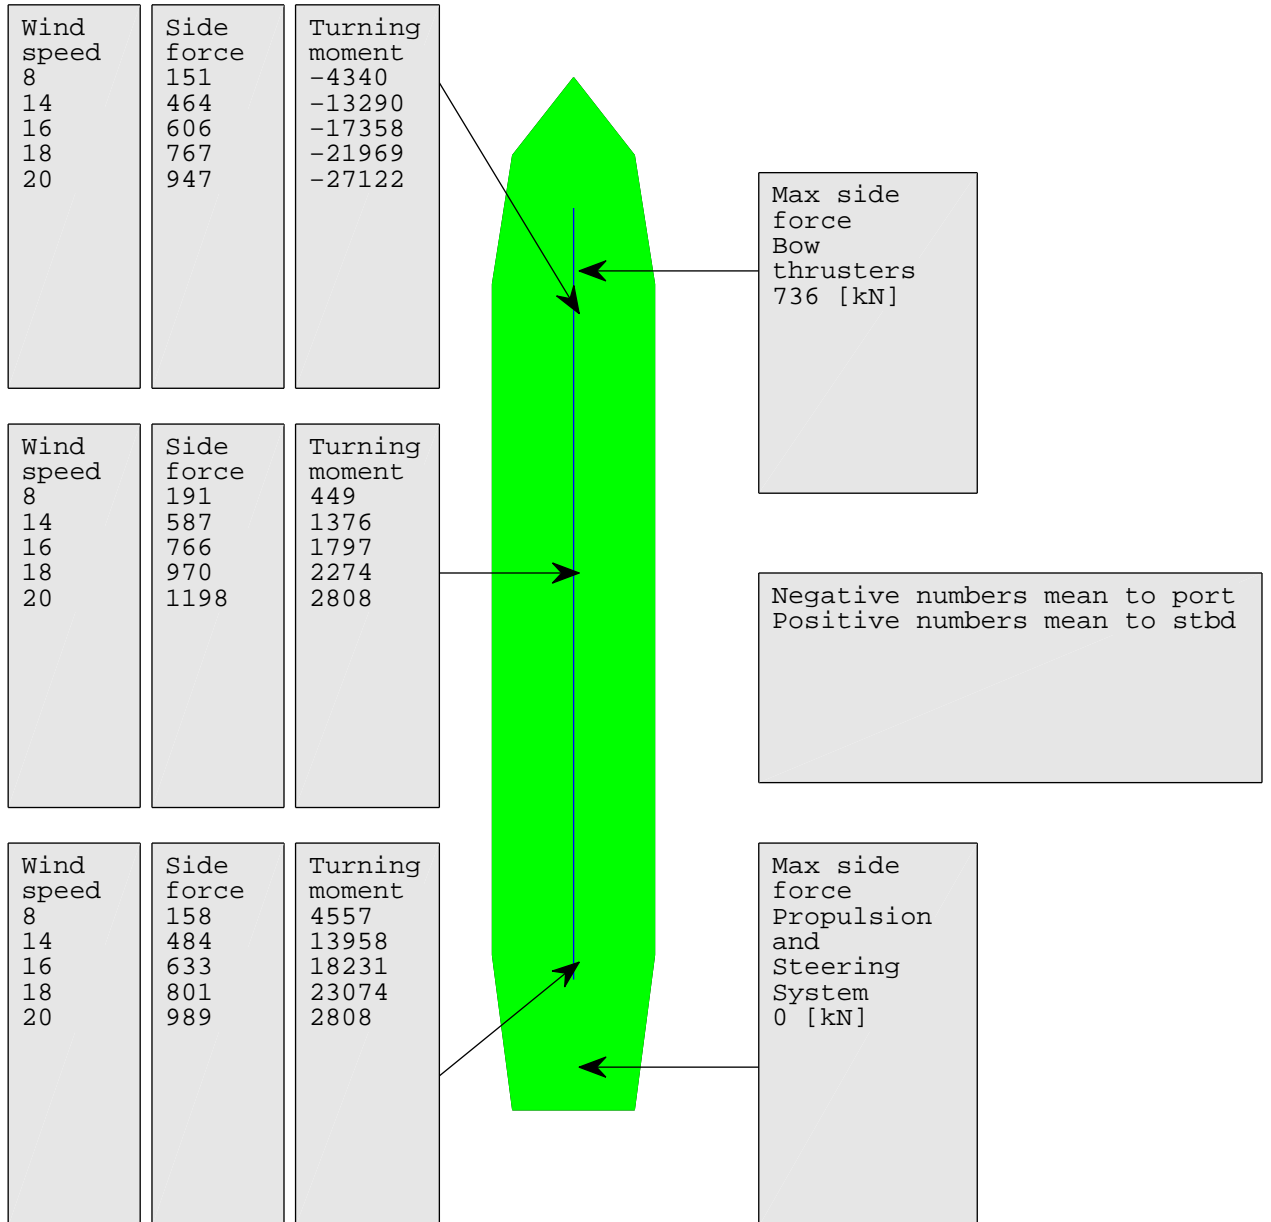 Wind
speed
8
14
16
18
20
Side
force
151
464
606
767
947
Turning
moment
-4340
-13290
-17358
-21969
-27122
Max side
force
Bow
thrusters
736 [kN]
Wind
speed
8
14
16
18
20
Side
force
191
587
766
970
1198
Turning
moment
449
1376
1797
2274
2808
Negative numbers mean to port
Positive numbers mean to stbd
Wind
speed
8
14
16
18
20
Side
force
158
484
633
801
989
Turning
moment
4557
13958
18231
23074
2808
Max side
force
Propulsion
and
Steering
System
0 [kN]